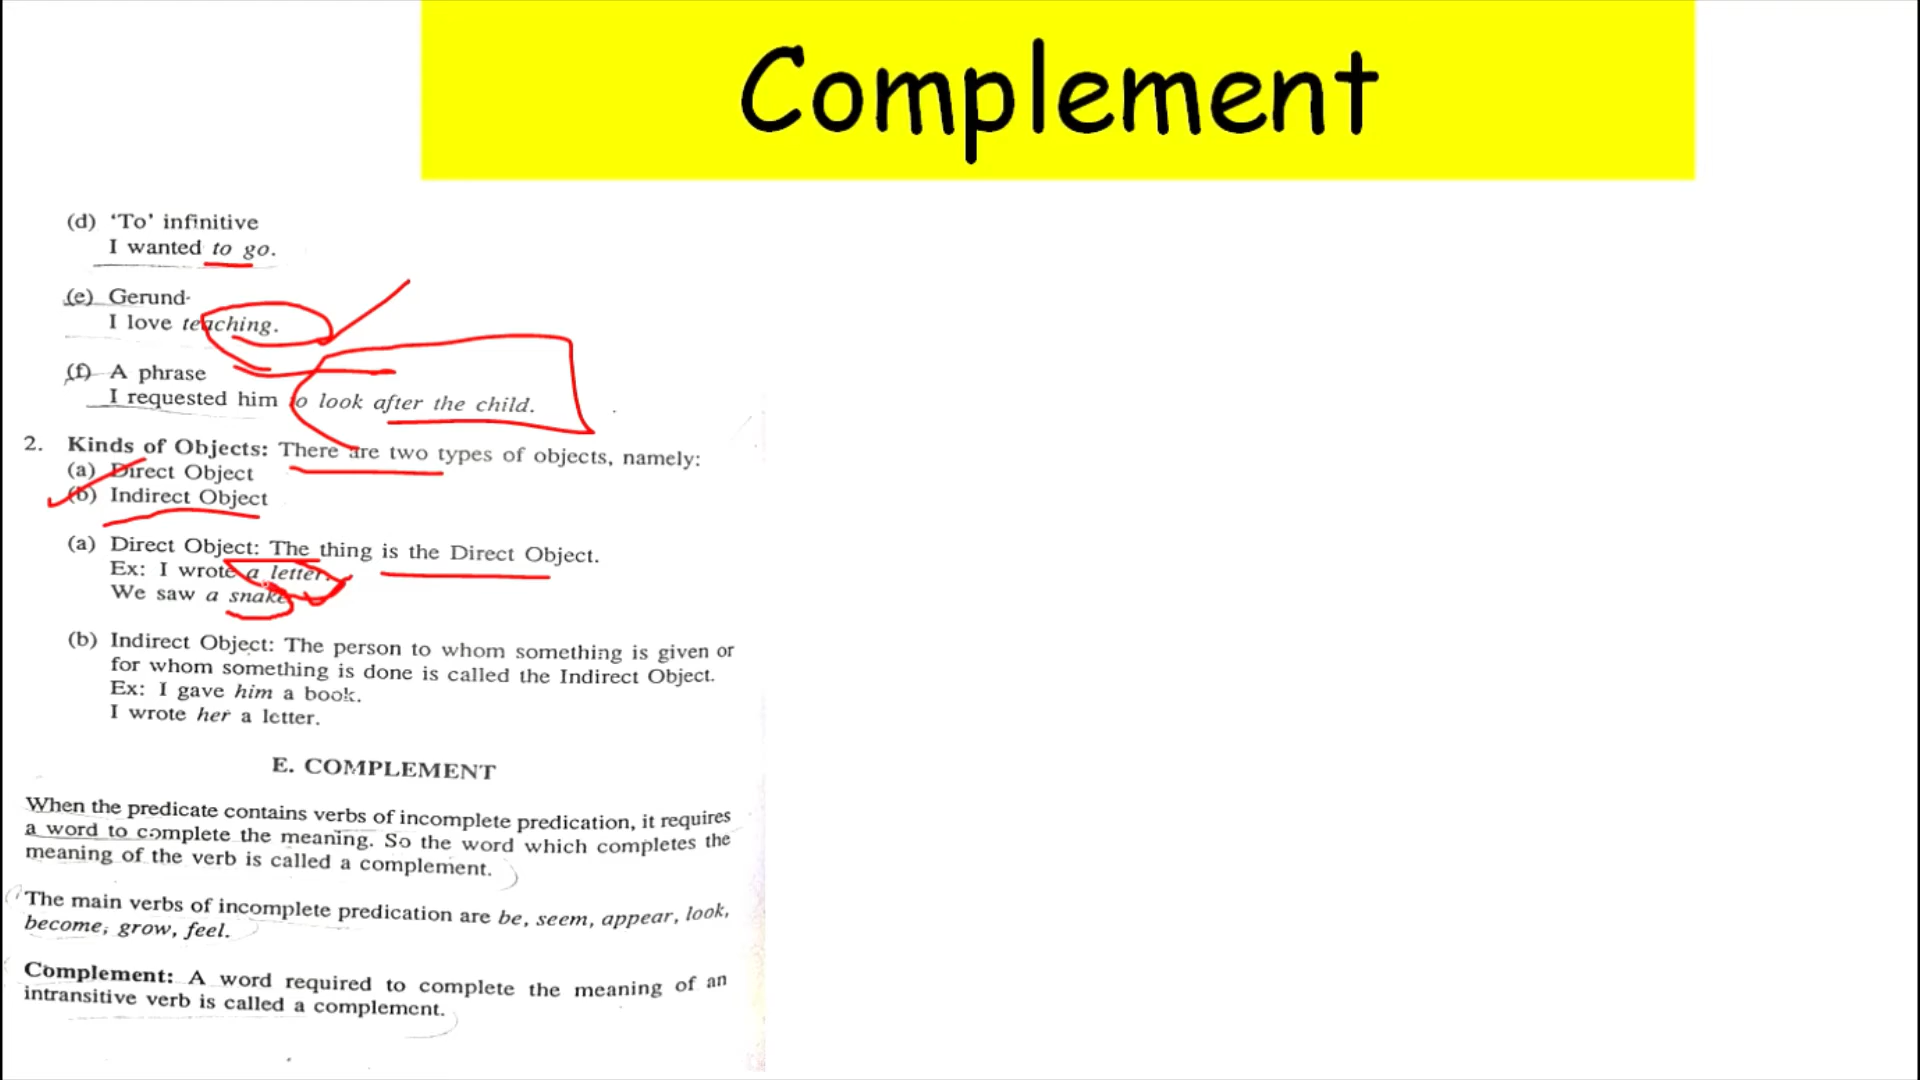 Complement
(d) ‘To’ infinitive
I wanted to go.
(e) Gerund
I love teaching.
(f) A phrase
I requested him to look after the child.
2. Kinds of Objects: There are two types of objects, namely:
(a) Direct Object
(b) Indirect Object
(a) Direct Object: The thing is the Direct Object.
Ex: I wrote a letter.
We saw a snake
(b) Indirect Object: The person to whom something is given or
for whom something is done is called the Indirect Object.
Ex: I gave him a book.
I wrote her a letter.
E. COMPLEMENT
When the predicate contains verbs of incomplete predication, it requires
a word to complete the meaning. So the word which completes the
meaning of the verb is called a complement.
The main verbs of incomplete predication are be, seem, appear, look,
become, grow, feel.
Complement: A word required to complete the meaning of an
intransitive verb is called a complement.